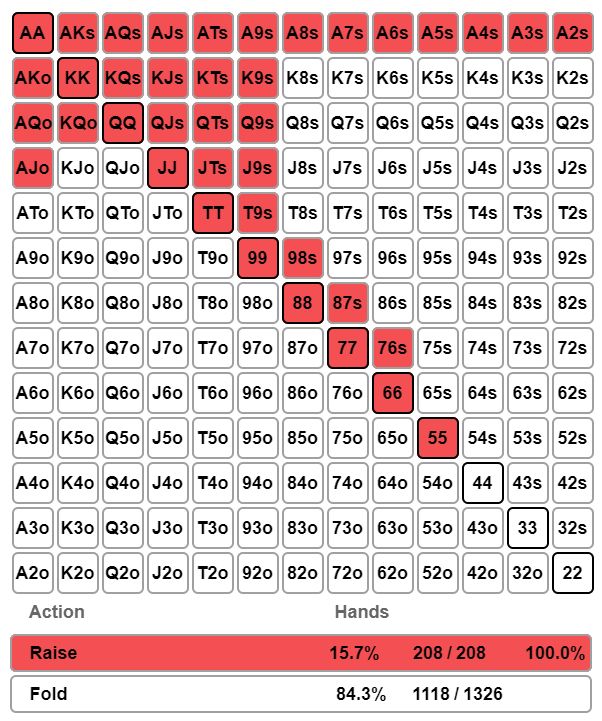 AA AKs AQs AJs ATs A9s A8s A7s A6s A5s A4s A3s A2s
AKo KK KQs KJs KTs K9s K8s K7s K6s K5s K4s K3s K2s
AQo KQo QQ QJs QTs Q9s Q8s Q7s Q6s Q5s Q4s Q3s Q2s
AJo KJo QJo JJ JTs J9s J8s J7s J6s J5s J4s J3s J2s
ATo KTo QTo JTo TT T9s T8s T7s T6s T5s T4s T3s T2s
A9o K9o Q9o J9o T9o 99 98s 97s 96s 95s 94s 93s 92s
A8o K8o Q8o J8o T8o 98o 88 87s 86s 85s 84s 83s 82s
A7o K7o Q7o J7o T7o 97o 87o 77 76s 75s 74s 73s 72s
A6o K6o Q6o J6o T6o 96o 86o 76o 66 65s 64s 63s 62s
A5o K5o Q5o J5o T5o 95o 85o 75o 65o 55 54s 53s 52s
A4o K4o Q4o J4o T4o 94o 84o 74o 64o 54o 44 43s 42s
A3o K3o Q3o J3o T3o 93o 83o 73o 63o 53o 43o 33 32s
A2o K2o Q2o J2o T2o 92o 82o 72o 62o 52o 42o 32o 22
Action Hands
Raise 15.7% 208 / 208 100.0%
Fold 84.3% 1118 / 1326